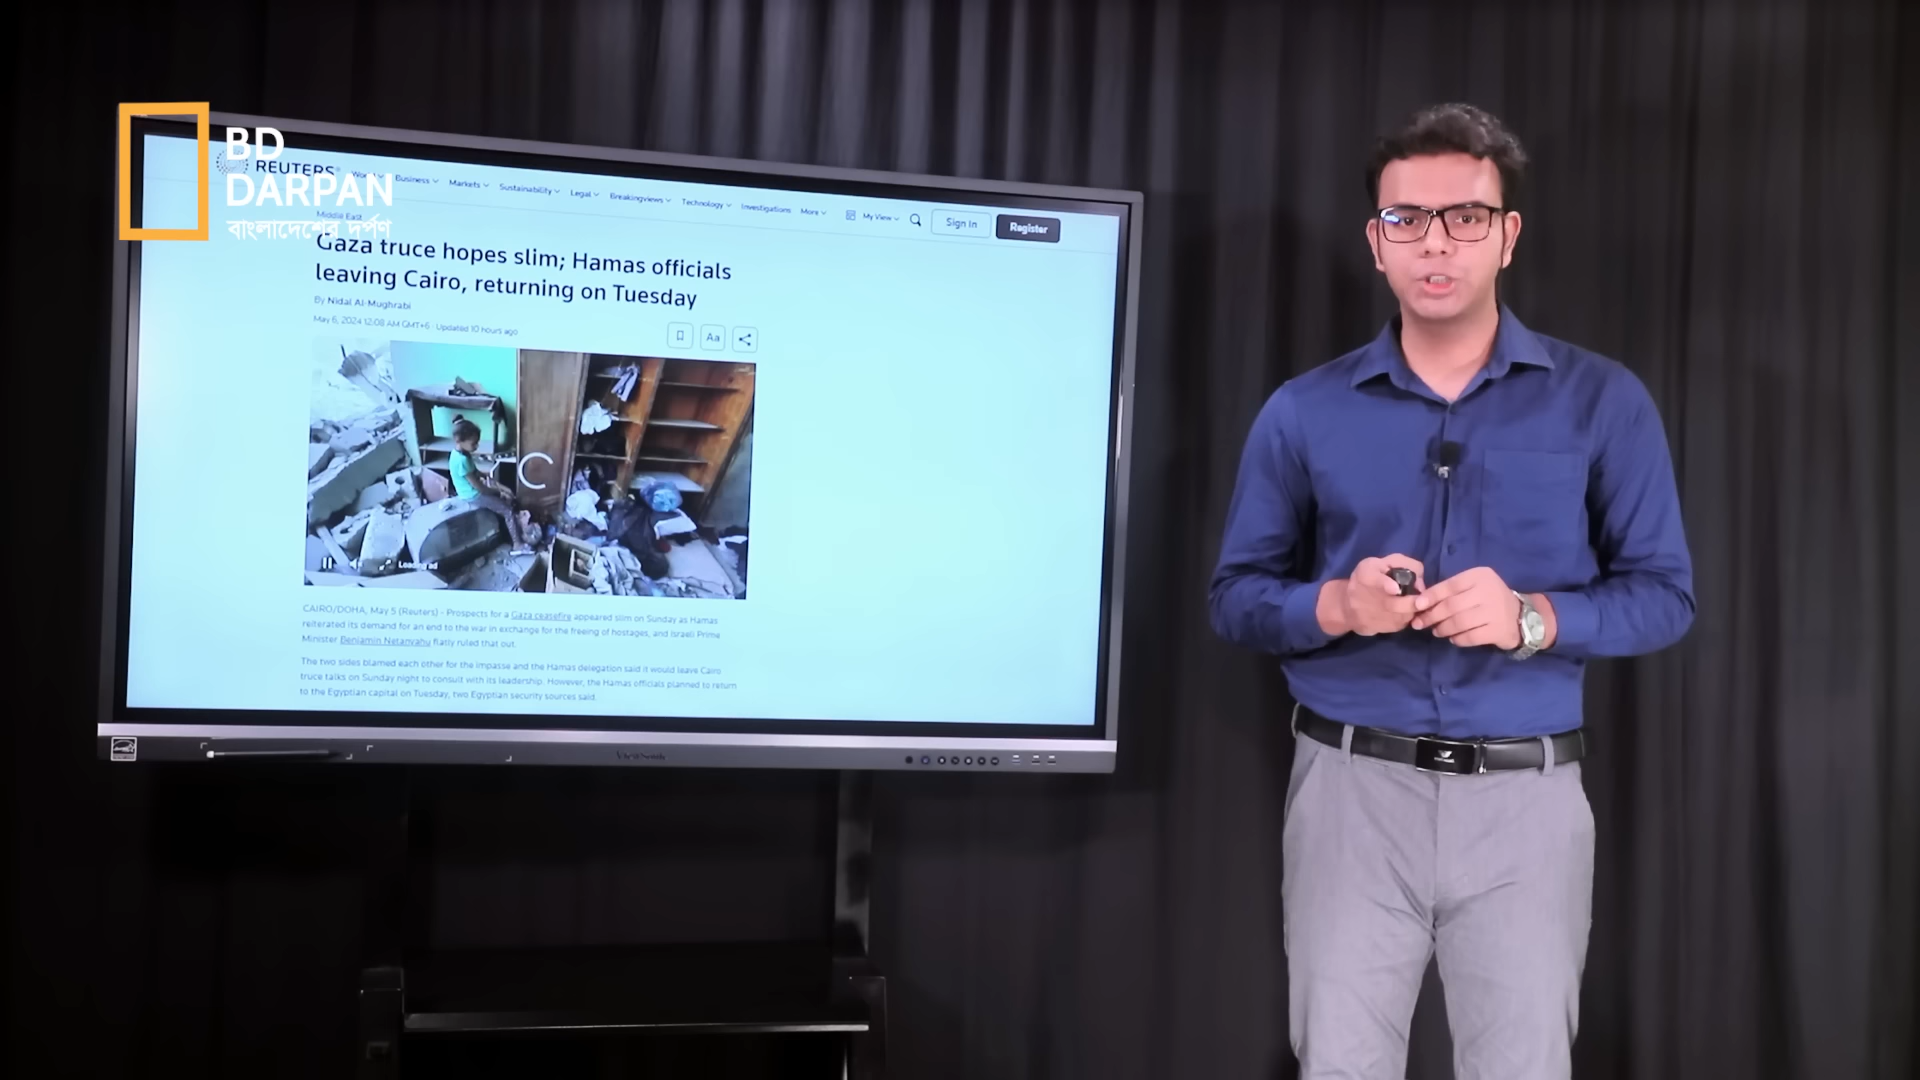 BD
DARPAN
বাংলাদেশের দর্পণ
REUTERS
World Business Markets Sustainability Legal Breakingviews Technology Investigations More My View Sign In Register
Middle East
Gaza truce hopes slim; Hamas officials
leaving Cairo, returning on Tuesday
By Nidal Al-Mughrabi
May 6, 2024 12:08 AM GMT+6 · Updated 10 hours ago
Aa
Loading ad
CAIRO/DOHA, May 5 (Reuters) - Prospects for a Gaza ceasefire appeared slim on Sunday as Hamas
reiterated its demand for an end to the war in exchange for the freeing of hostages, and Israeli Prime
Minister Benjamin Netanyahu flatly ruled that out.
The two sides blamed each other for the impasse and the Hamas delegation said it would leave Cairo
truce talks on Sunday night to consult with its leadership. However, the Hamas officials planned to return
to the Egyptian capital on Tuesday, two Egyptian security sources said.
ViewSonic